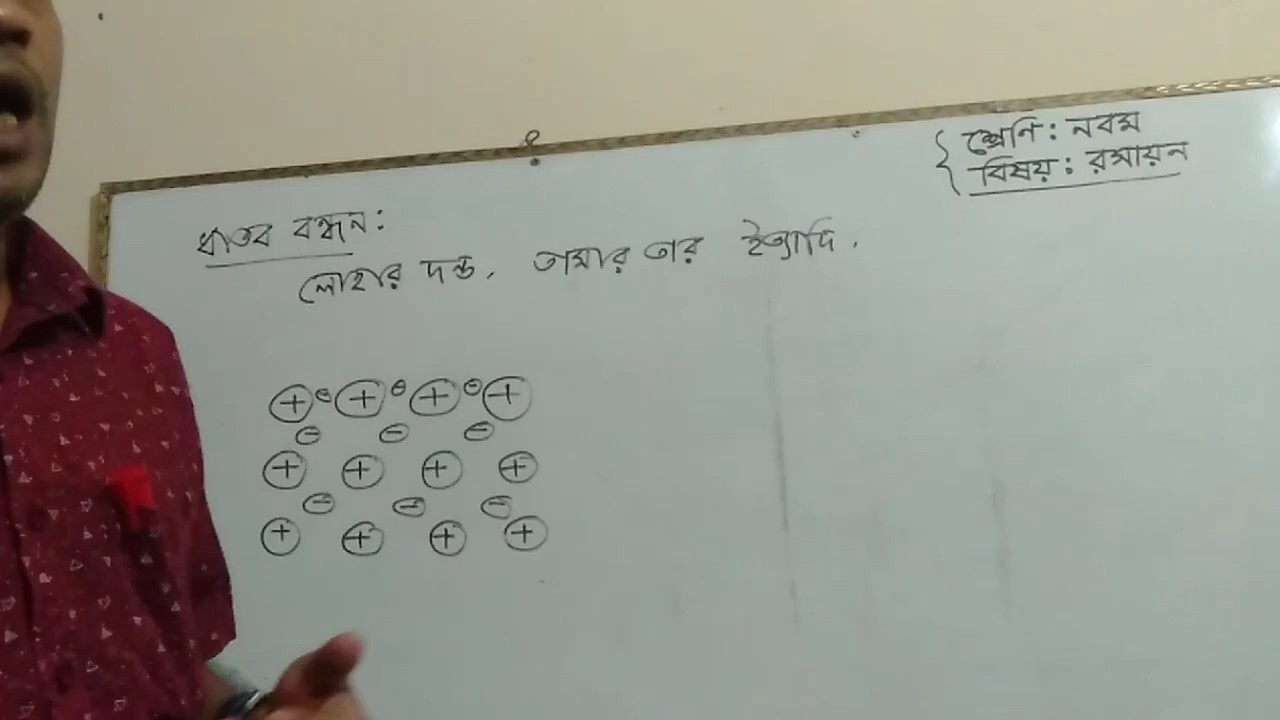 শ্রেণি: নবম
বিষয়: রসায়ন
ধাতব বন্ধন:
লোহার দন্ড, তামার তার ইত্যাদি.
+ - + - + - +
- - -
+ + + +
- - -
+ + + +